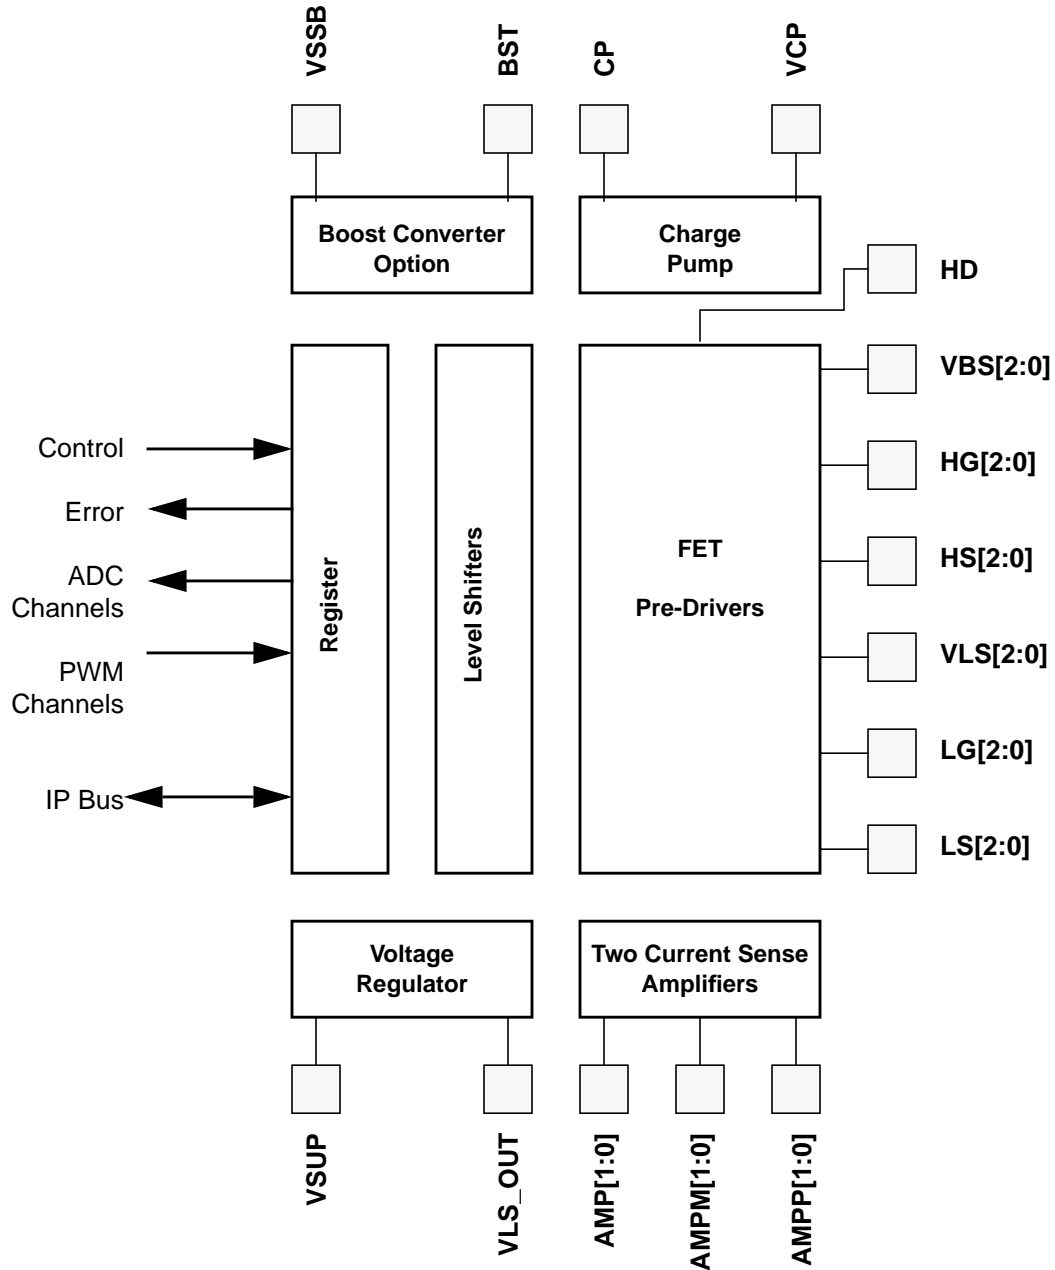 VSSB
BST
CP
VCP
Boost Converter
Option
Charge
Pump
HD
VBS[2:0]
Control
HG[2:0]
Error
FET
HS[2:0]
ADC
Channels
Register
Level Shifters
Pre-Drivers
VLS[2:0]
PWM
Channels
LG[2:0]
IP Bus
LS[2:0]
Voltage
Regulator
Two Current Sense
Amplifiers
VSUP
VLS_OUT
AMP[1:0]
AMPM[1:0]
AMPP[1:0]